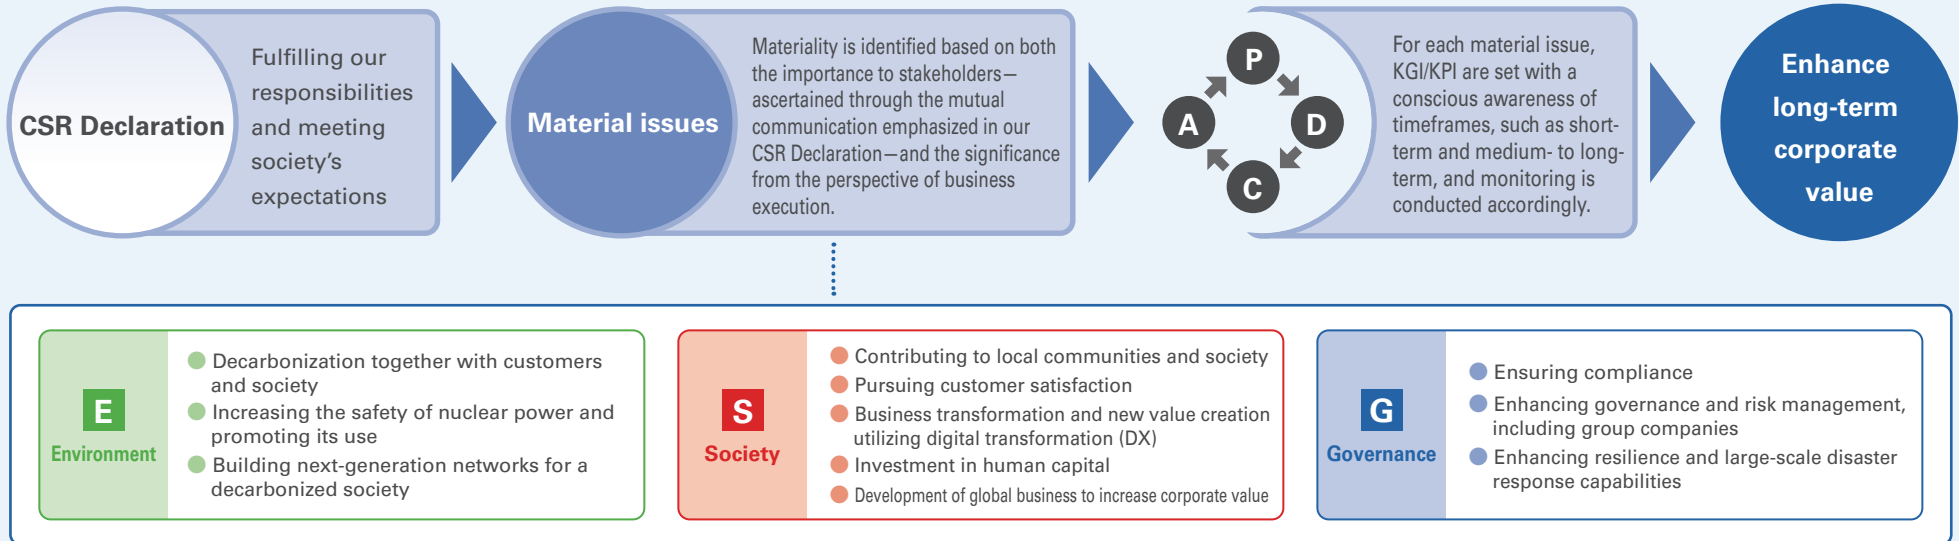 CSR Declaration
Fulfilling our
responsibilities
and meeting
society's
expectations
Material issues
Materiality is identified based on both
the importance to stakeholders—
ascertained through the mutual
communication emphasized in our
CSR Declaration—and the significance
from the perspective of business
execution.
P
D
C
A
For each material issue,
KGI/KPI are set with a
conscious awareness of
timeframes, such as short-
term and medium- to long-
term, and monitoring is
conducted accordingly.
Enhance
long-term
corporate
value
E
Environment
Decarbonization together with customers
and society
Increasing the safety of nuclear power and
promoting its use
Building next-generation networks for a
decarbonized society
S
Society
Contributing to local communities and society
Pursuing customer satisfaction
Business transformation and new value creation
utilizing digital transformation (DX)
Investment in human capital
Development of global business to increase corporate value
G
Governance
Ensuring compliance
Enhancing governance and risk management,
including group companies
Enhancing resilience and large-scale disaster
response capabilities